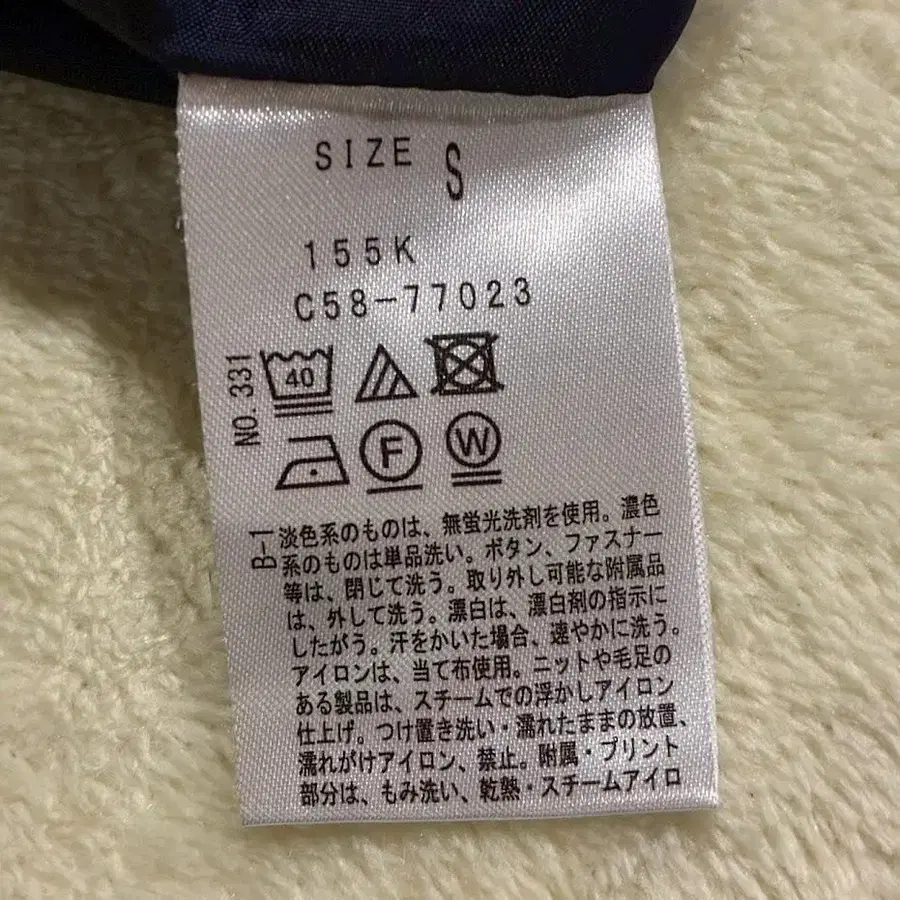 SIZE S
155K
C58-77023
NO. 331
40
F W
B-1
淡色系のものは、無蛍光洗剤を使用。濃色
系のものは単品洗い。ボタン、ファスナー
等は、閉じて洗う。取り外し可能な附属品
は、外して洗う。漂白は、漂白剤の指示に
したがう。汗をかいた場合、速やかに洗う。
アイロンは、当て布使用。ニットや毛足の
ある製品は、スチームでの浮かしアイロン
仕上げ。つけ置き洗い・濡れたままの放置、
濡れがけアイロン、禁止。附属・プリント
部分は、もみ洗い、乾熱・スチームアイロ